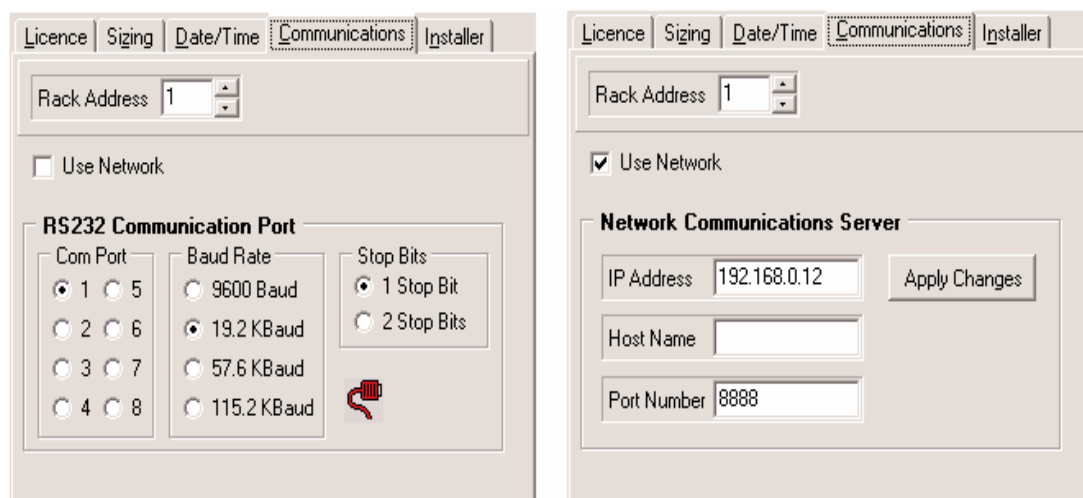 Licence Sizing Date/Time Communications Installer
Rack Address 1
Use Network
RS232 Communication Port
Com Port Baud Rate Stop Bits
1 5 9600 Baud 1 Stop Bit
2 6 19.2 KBaud 2 Stop Bits
3 7 57.6 KBaud
4 8 115.2 KBaud
Licence Sizing Date/Time Communications Installer
Rack Address 1
Use Network
Network Communications Server
IP Address 192.168.0.12 Apply Changes
Host Name
Port Number 8888